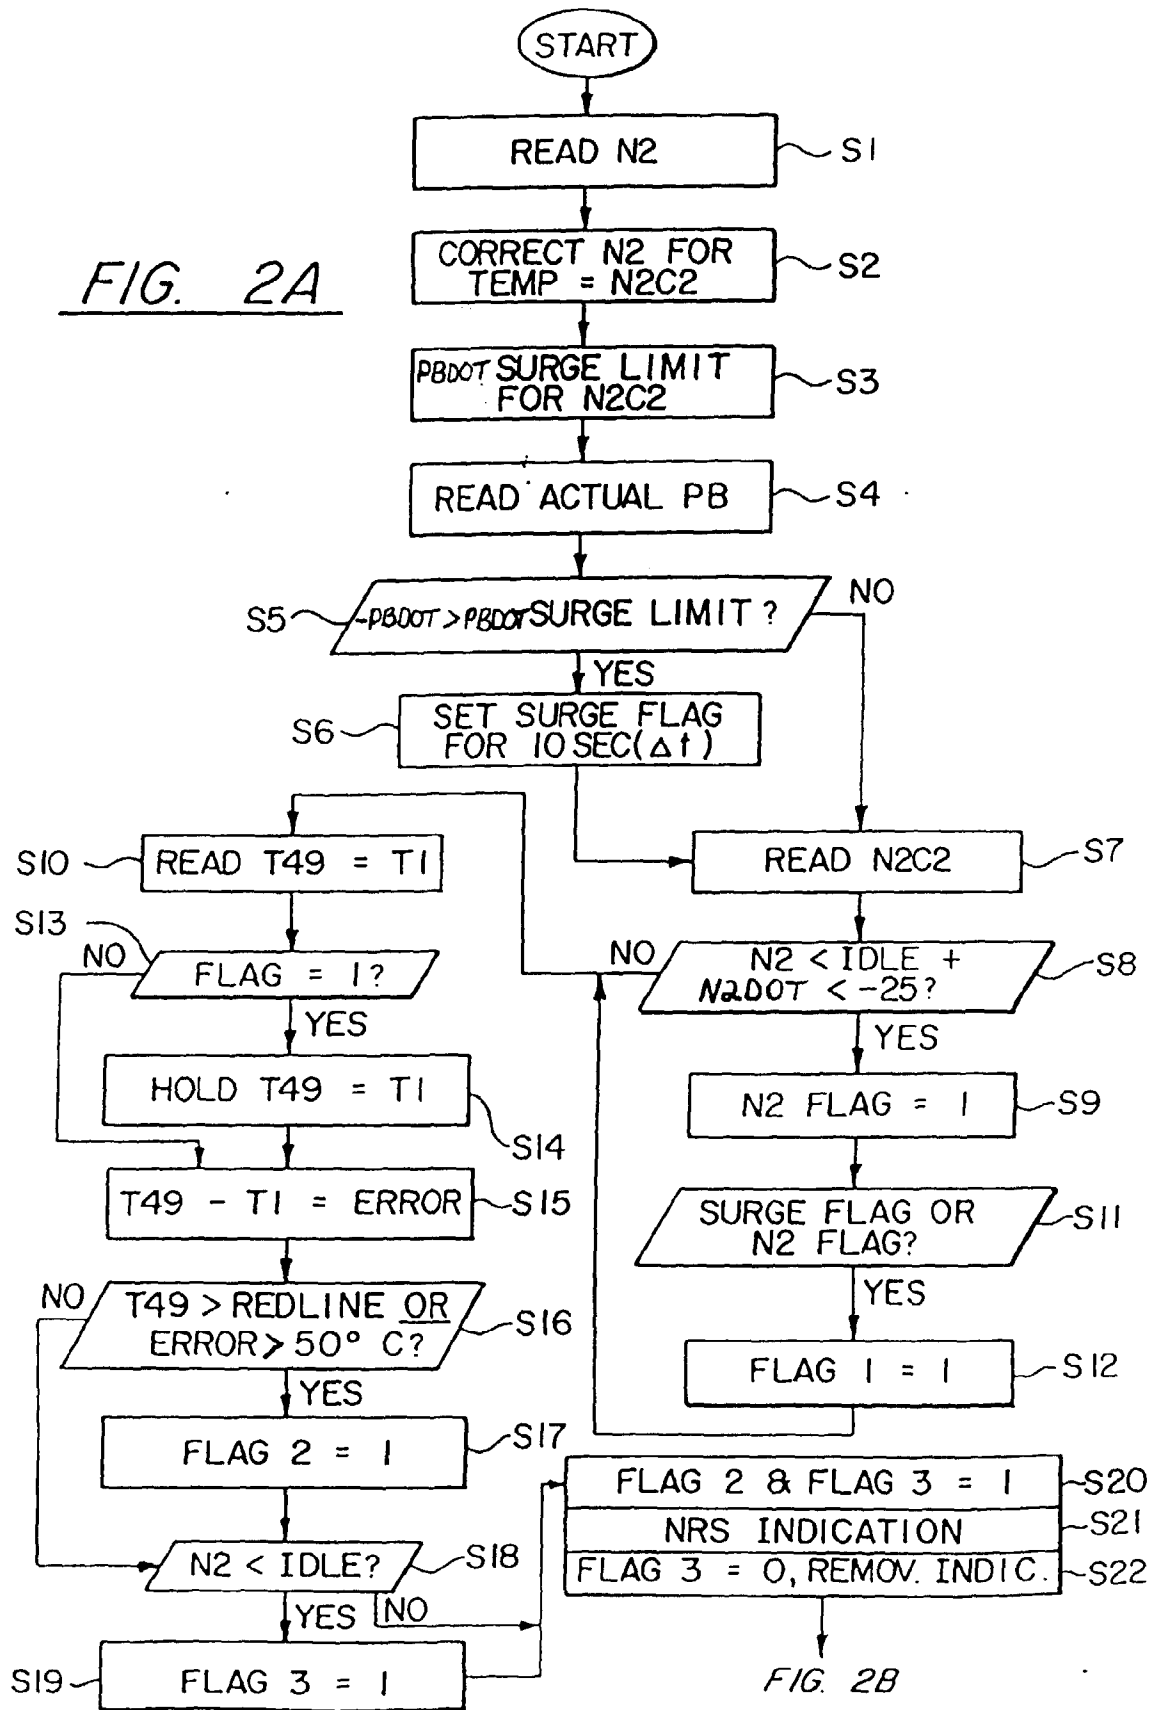 START
READ N2
S1
FIG. 2A
CORRECT N2 FOR
TEMP = N2C2
S2
PBDOT SURGE LIMIT
FOR N2C2
S3
READ ACTUAL PB
S4
S5
-PBDOT > PBDOT SURGE LIMIT ?
NO
YES
S6
SET SURGE FLAG
FOR 10 SEC (Δt)
S10
READ T49 = T1
READ N2C2
S7
S13
NO
FLAG = 1?
YES
NO
N2 < IDLE +
N2DOT < -25?
S8
YES
HOLD T49 = T1
S14
N2 FLAG = 1
S9
T49 - T1 = ERROR
S15
SURGE FLAG OR
N2 FLAG?
S11
YES
NO
T49 > REDLINE OR
ERROR > 50° C?
S16
YES
FLAG 1 = 1
S12
FLAG 2 = 1
S17
FLAG 2 & FLAG 3 = 1
S20
NRS INDICATION
S21
FLAG 3 = 0, REMOV. INDIC.
S22
N2 < IDLE?
S18
YES
NO
S19
FLAG 3 = 1
FIG. 2B